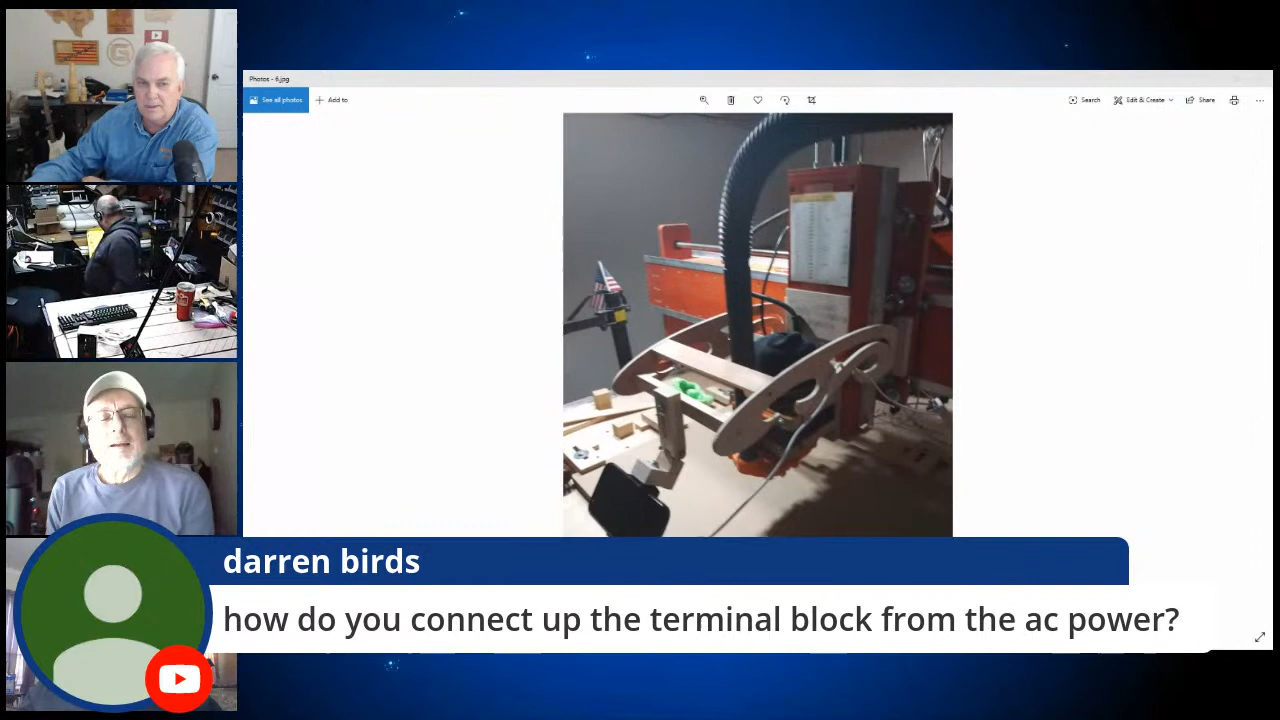 Photos - 6.jpg
See all photos
Add to
Search
Edit & Create
Share
darren birds
how do you connect up the terminal block from the ac power?